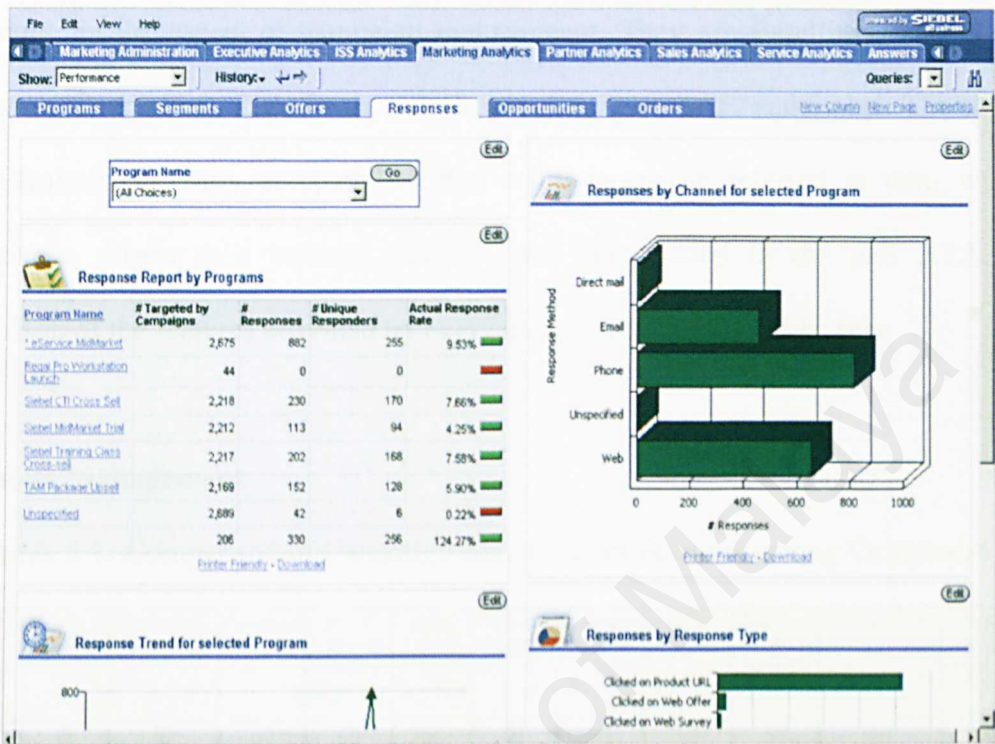 File Edit View Help
powered by SIEBEL
Marketing Administration Executive Analytics ISS Analytics Marketing Analytics Partner Analytics Sales Analytics Service Analytics Answers
Show: Performance History: Queries:
Programs Segments Offers Responses Opportunities Orders New Column New Page Properties
Edit
Program Name Go
(All Choices)
Edit
Response Report by Programs
Program Name # Targeted by Campaigns # Responses # Unique Responders Actual Response Rate
* eService MidMarket 2,675 882 255 9.53%
Regal Pro Workstation Launch 44 0 0
Siebel CTI Cross Sell 2,218 230 170 7.66%
Siebel MidMarket Trial 2,212 113 94 4.25%
Siebel Training Class Cross-sell 2,217 202 168 7.58%
TAM Package Upsell 2,169 152 128 5.90%
Unspecified 2,689 42 6 0.22%
206 330 256 124.27%
Printer Friendly - Download
Edit
Responses by Channel for selected Program
Response Method
Direct mail
Email
Phone
Unspecified
Web
0 200 400 600 800 1000
# Responses
Printer Friendly - Download
Edit
Response Trend for selected Program
800
Edit
Responses by Response Type
Clicked on Product URL
Clicked on Web Offer
Clicked on Web Survey
of Malaya